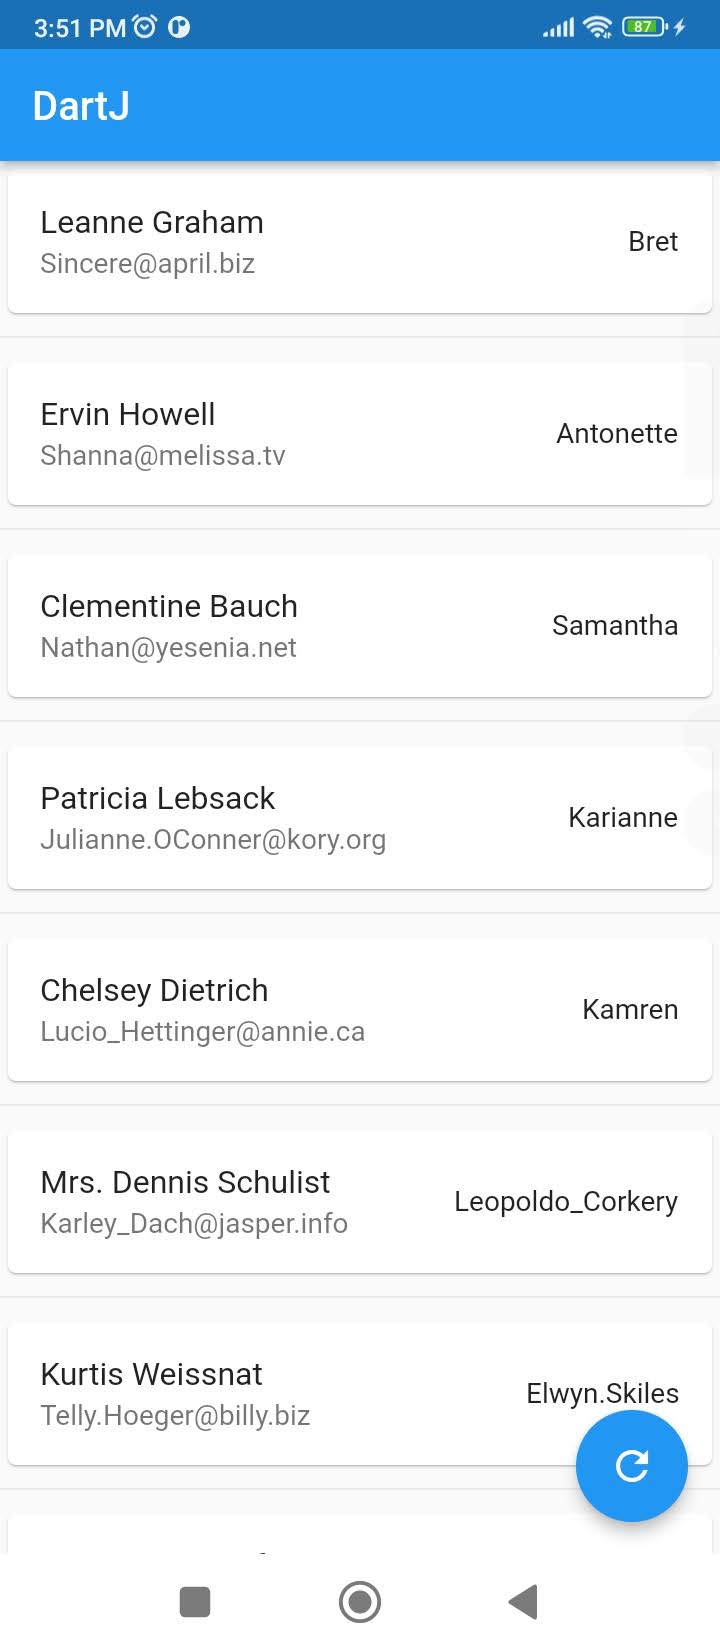 3:51 PM
87
DartJ
Leanne Graham
Sincere@april.biz
Bret
Ervin Howell
Shanna@melissa.tv
Antonette
Clementine Bauch
Nathan@yesenia.net
Samantha
Patricia Lebsack
Julianne.OConner@kory.org
Karianne
Chelsey Dietrich
Lucio_Hettinger@annie.ca
Kamren
Mrs. Dennis Schulist
Karley_Dach@jasper.info
Leopoldo_Corkery
Kurtis Weissnat
Telly.Hoeger@billy.biz
Elwyn.Skiles